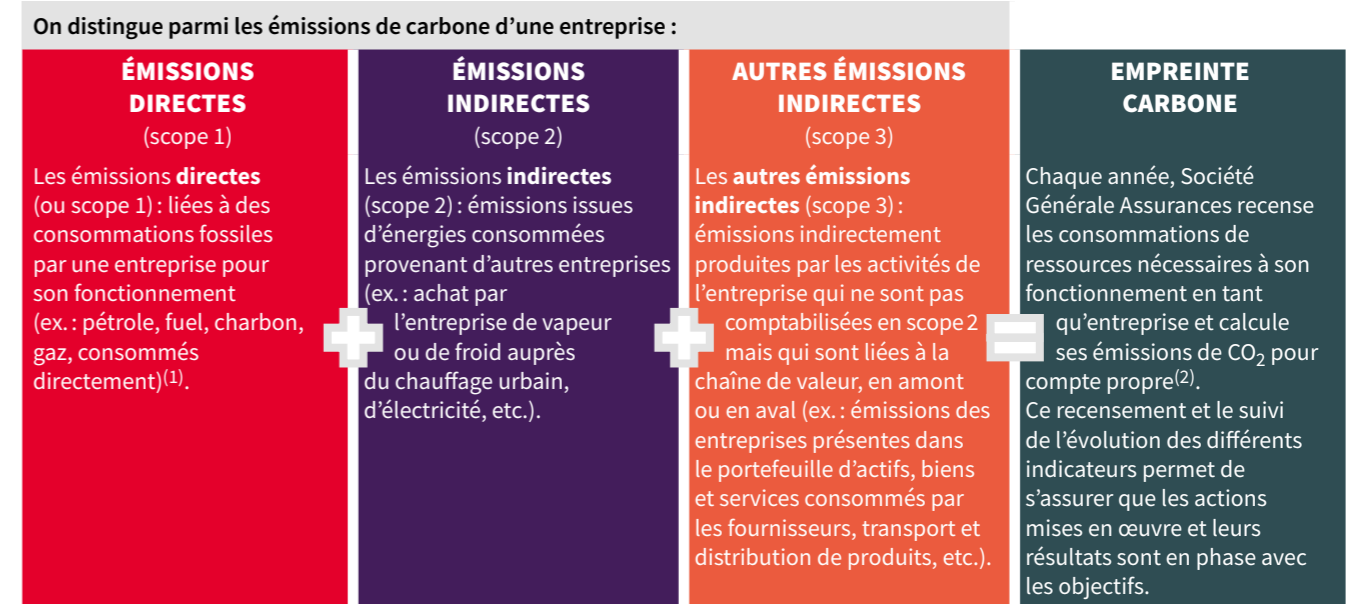 On distingue parmi les émissions de carbone d’une entreprise :
ÉMISSIONS
DIRECTES
(scope 1)
Les émissions directes
(ou scope 1) : liées à des
consommations fossiles
par une entreprise pour
son fonctionnement
(ex. : pétrole, fuel, charbon,
gaz, consommés
directement)(1).
ÉMISSIONS
INDIRECTES
(scope 2)
Les émissions indirectes
(scope 2) : émissions issues
d’énergies consommées
provenant d’autres entreprises
(ex. : achat par
l’entreprise de vapeur
ou de froid auprès
du chauffage urbain,
d’électricité, etc.).
AUTRES ÉMISSIONS
INDIRECTES
(scope 3)
Les autres émissions
indirectes (scope 3) :
émissions indirectement
produites par les activités de
l’entreprise qui ne sont pas
comptabilisées en scope 2
mais qui sont liées à la
chaîne de valeur, en amont
ou en aval (ex. : émissions des
entreprises présentes dans
le portefeuille d’actifs, biens
et services consommés par
les fournisseurs, transport et
distribution de produits, etc.).
EMPREINTE
CARBONE
Chaque année, Société
Générale Assurances recense
les consommations de
ressources nécessaires à son
fonctionnement en tant
qu’entreprise et calcule
ses émissions de CO2 pour
compte propre(2).
Ce recensement et le suivi
de l’évolution des différents
indicateurs permet de
s’assurer que les actions
mises en œuvre et leurs
résultats sont en phase avec
les objectifs.